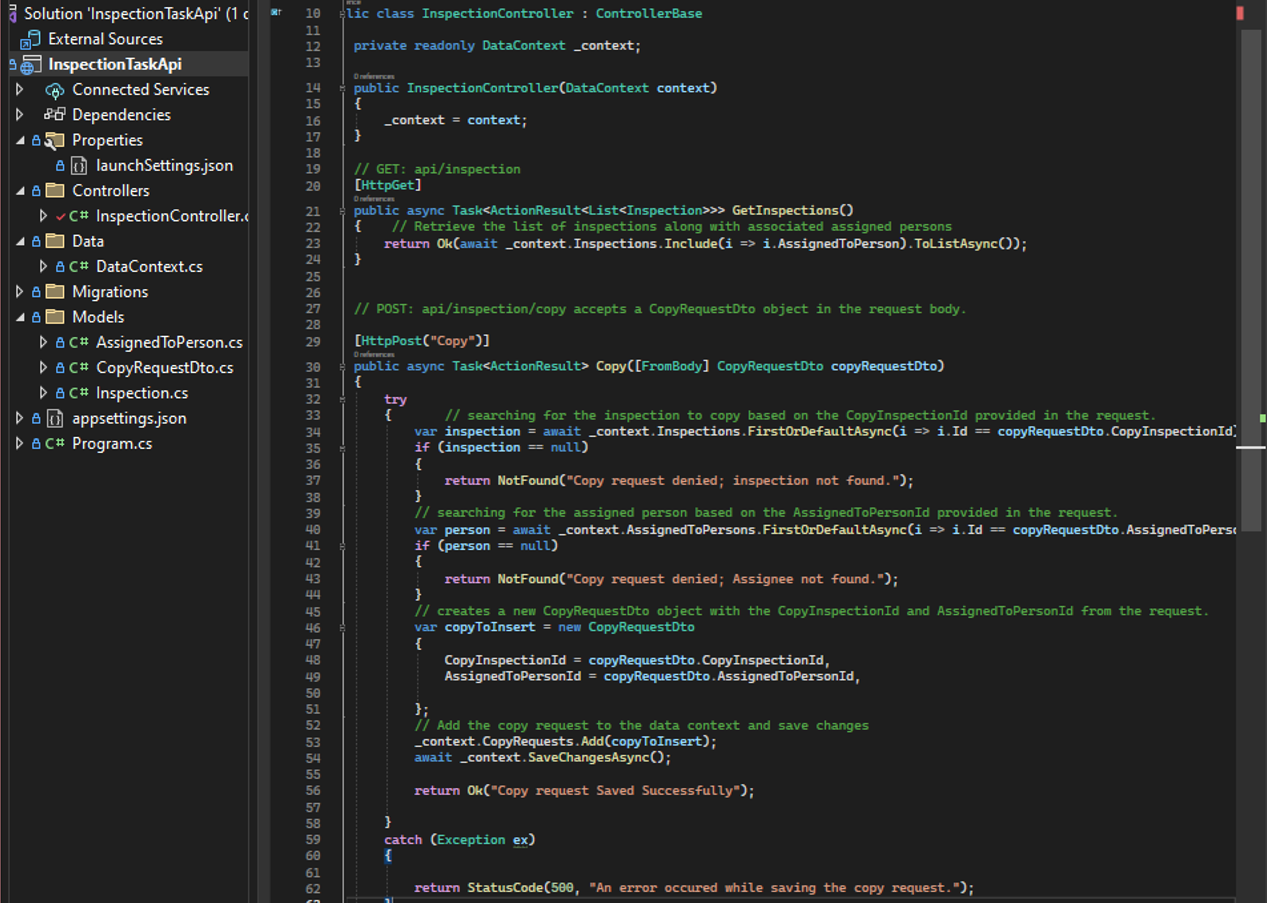 Solution 'InspectionTaskApi' (1 c
External Sources
InspectionTaskApi
Connected Services
Dependencies
Properties
launchSettings.json
Controllers
C# InspectionController.c
Data
C# DataContext.cs
Migrations
Models
C# AssignedToPerson.cs
C# CopyRequestDto.cs
C# Inspection.cs
appsettings.json
C# Program.cs
10 lic class InspectionController : ControllerBase
11
12 private readonly DataContext _context;
13
0 references
14 public InspectionController(DataContext context)
15 {
16 _context = context;
17 }
18
19 // GET: api/inspection
20 [HttpGet]
0 references
21 public async Task<ActionResult<List<Inspection>>> GetInspections()
22 { // Retrieve the list of inspections along with associated assigned persons
23 return Ok(await _context.Inspections.Include(i => i.AssignedToPerson).ToListAsync());
24 }
25
26
27 // POST: api/inspection/copy accepts a CopyRequestDto object in the request body.
28
29 [HttpPost("Copy")]
0 references
30 public async Task<ActionResult> Copy([FromBody] CopyRequestDto copyRequestDto)
31 {
32 try
33 { // searching for the inspection to copy based on the CopyInspectionId provided in the request.
34 var inspection = await _context.Inspections.FirstOrDefaultAsync(i => i.Id == copyRequestDto.CopyInspectionId)
35 if (inspection == null)
36 {
37 return NotFound("Copy request denied; inspection not found.");
38 }
39 // searching for the assigned person based on the AssignedToPersonId provided in the request.
40 var person = await _context.AssignedToPersons.FirstOrDefaultAsync(i => i.Id == copyRequestDto.AssignedToPerso
41 if (person == null)
42 {
43 return NotFound("Copy request denied; Assignee not found.");
44 }
45 // creates a new CopyRequestDto object with the CopyInspectionId and AssignedToPersonId from the request.
46 var copyToInsert = new CopyRequestDto
47 {
48 CopyInspectionId = copyRequestDto.CopyInspectionId,
49 AssignedToPersonId = copyRequestDto.AssignedToPersonId,
50
51 };
52 // Add the copy request to the data context and save changes
53 _context.CopyRequests.Add(copyToInsert);
54 await _context.SaveChangesAsync();
55
56 return Ok("Copy request Saved Successfully");
57
58 }
59 catch (Exception ex)
60 {
61
62 return StatusCode(500, "An error occured while saving the copy request.");